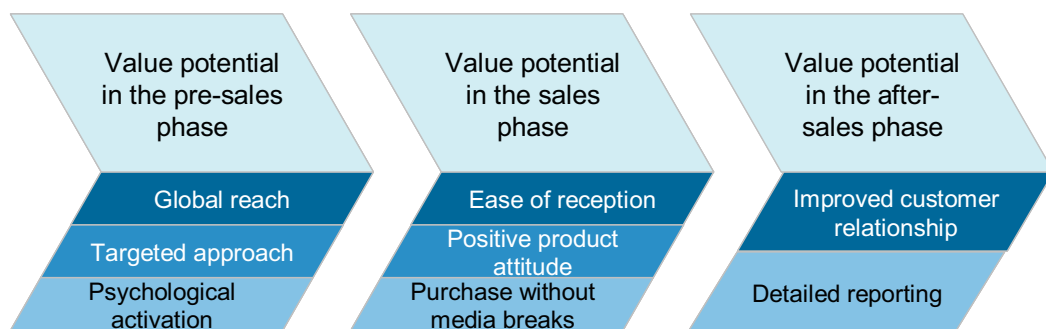 Value potential
in the pre-sales
phase
Global reach
Targeted approach
Psychological
activation
Value potential
in the sales
phase
Ease of reception
Positive product
attitude
Purchase without
media breaks
Value potential
in the after-
sales phase
Improved customer
relationship
Detailed reporting